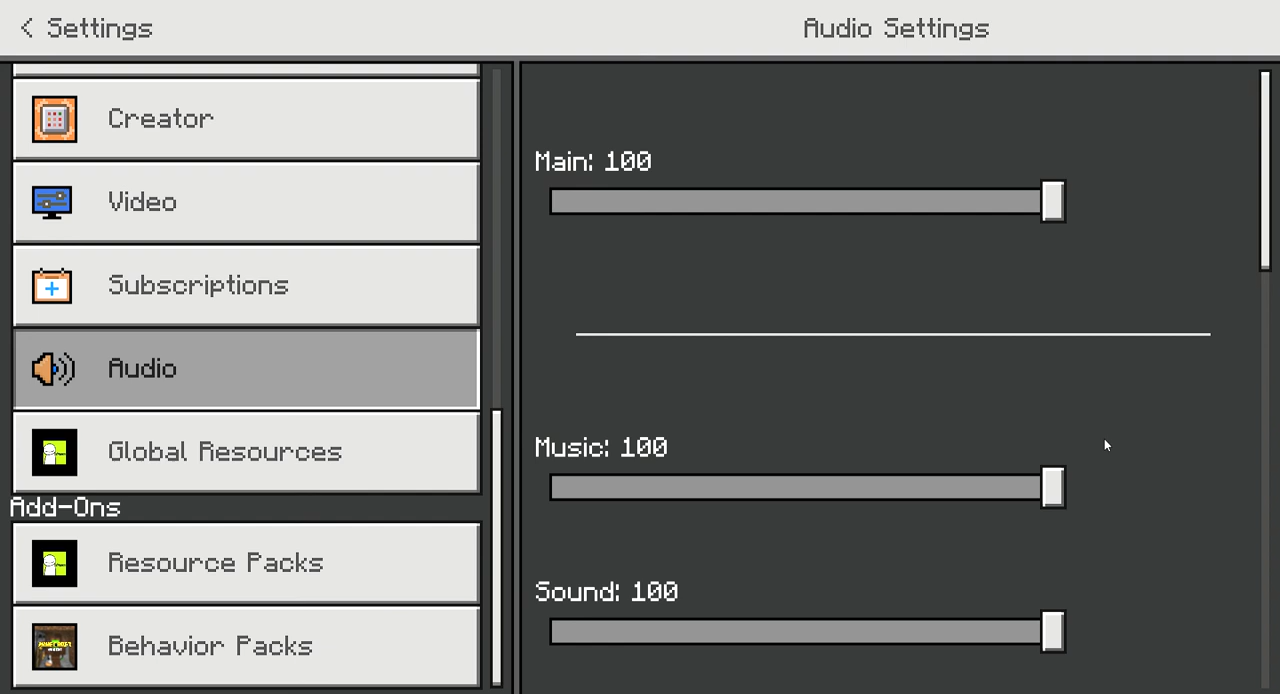 Settings
Audio Settings
Creator
Video
Subscriptions
Audio
Global Resources
Add-Ons
Resource Packs
Behavior Packs
Main: 100
Music: 100
Sound: 100